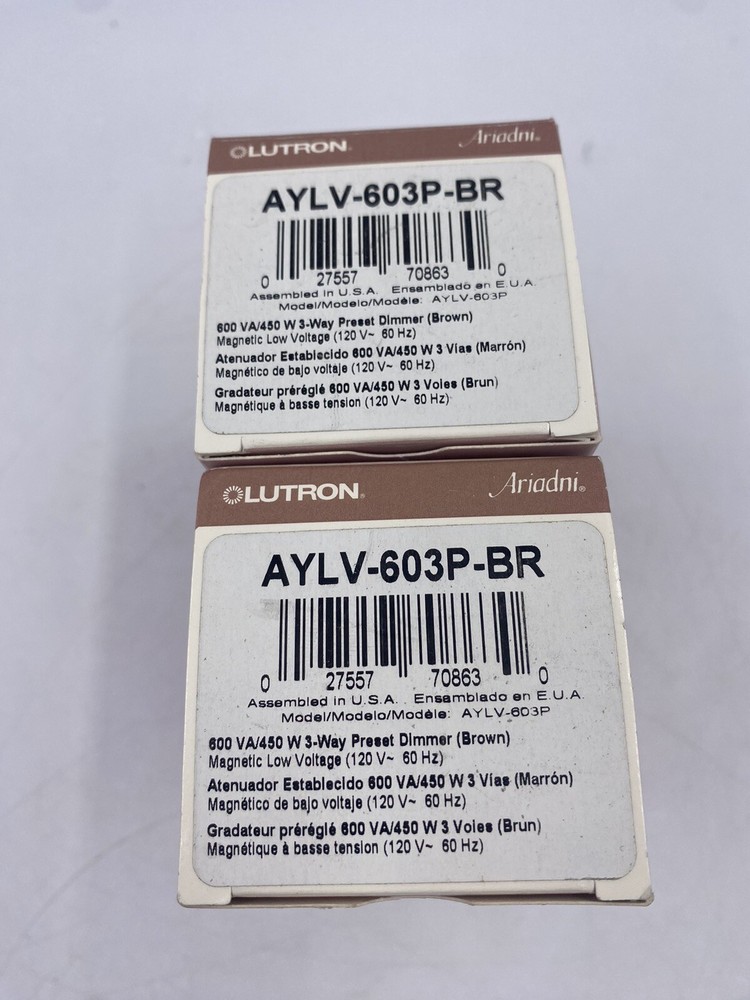 LUTRON® Ariadni®
AYLV-603P-BR
0 27557 70863 0
Assembled in U.S.A. Ensamblado en E.U.A.
Model/Modelo/Modèle: AYLV-603P
600 VA/450 W 3-Way Preset Dimmer (Brown)
Magnetic Low Voltage (120 V~ 60 Hz)
Atenuador Establecido 600 VA/450 W 3 Vías (Marrón)
Magnético de bajo voltaje (120 V~ 60 Hz)
Gradateur préréglé 600 VA/450 W 3 Voies (Brun)
Magnétique à basse tension (120 V~ 60 Hz)
LUTRON® Ariadni®
AYLV-603P-BR
0 27557 70863 0
Assembled in U.S.A. Ensamblado en E.U.A.
Model/Modelo/Modèle: AYLV-603P
600 VA/450 W 3-Way Preset Dimmer (Brown)
Magnetic Low Voltage (120 V~ 60 Hz)
Atenuador Establecido 600 VA/450 W 3 Vías (Marrón)
Magnético de bajo voltaje (120 V~ 60 Hz)
Gradateur préréglé 600 VA/450 W 3 Voies (Brun)
Magnétique à basse tension (120 V~ 60 Hz)